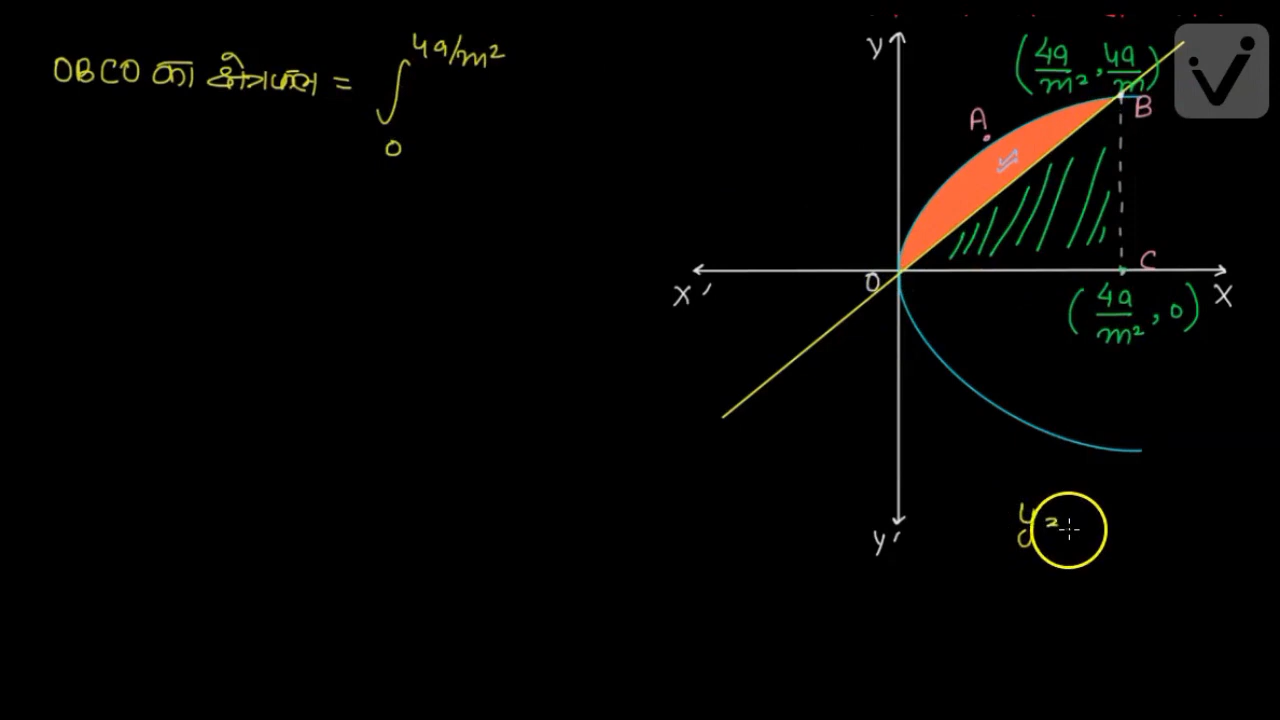 OBCO का क्षेत्रफल = ∫₀^(4a/m²)
Y
(4a/m², 4a/m)
A
B
O
C
X'
X
(4a/m², 0)
Y'
y =